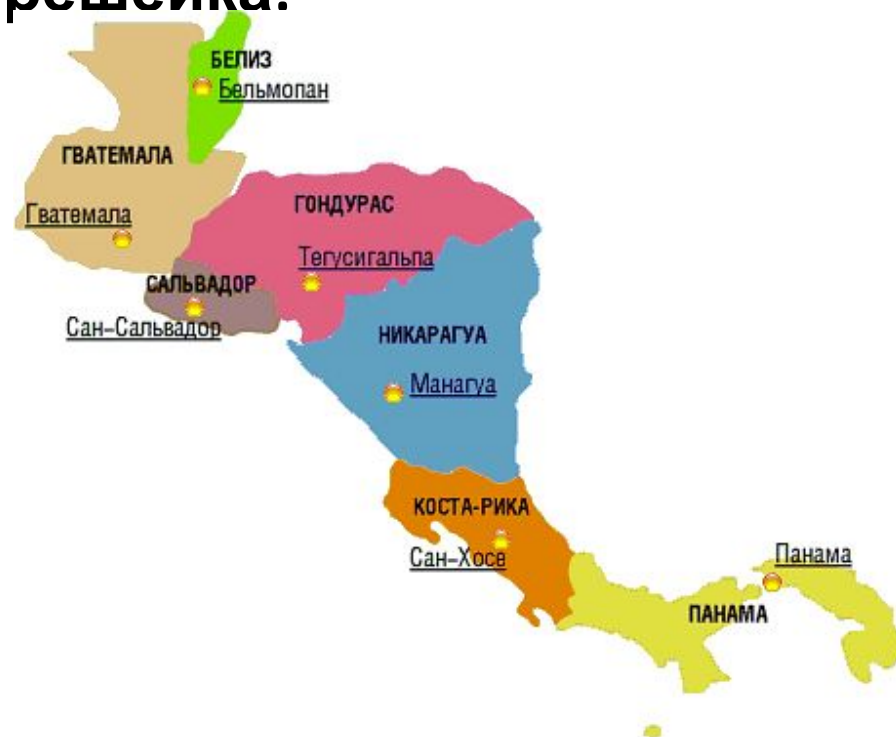 БЕЛИЗ
Бельмопан
ГВАТЕМАЛА
Гватемала
ГОНДУРАС
Тегусигальпа
САЛЬВАДОР
Сан-Сальвадор
НИКАРАГУА
Манагуа
КОСТА-РИКА
Сан-Хосе
Панама
ПАНАМА